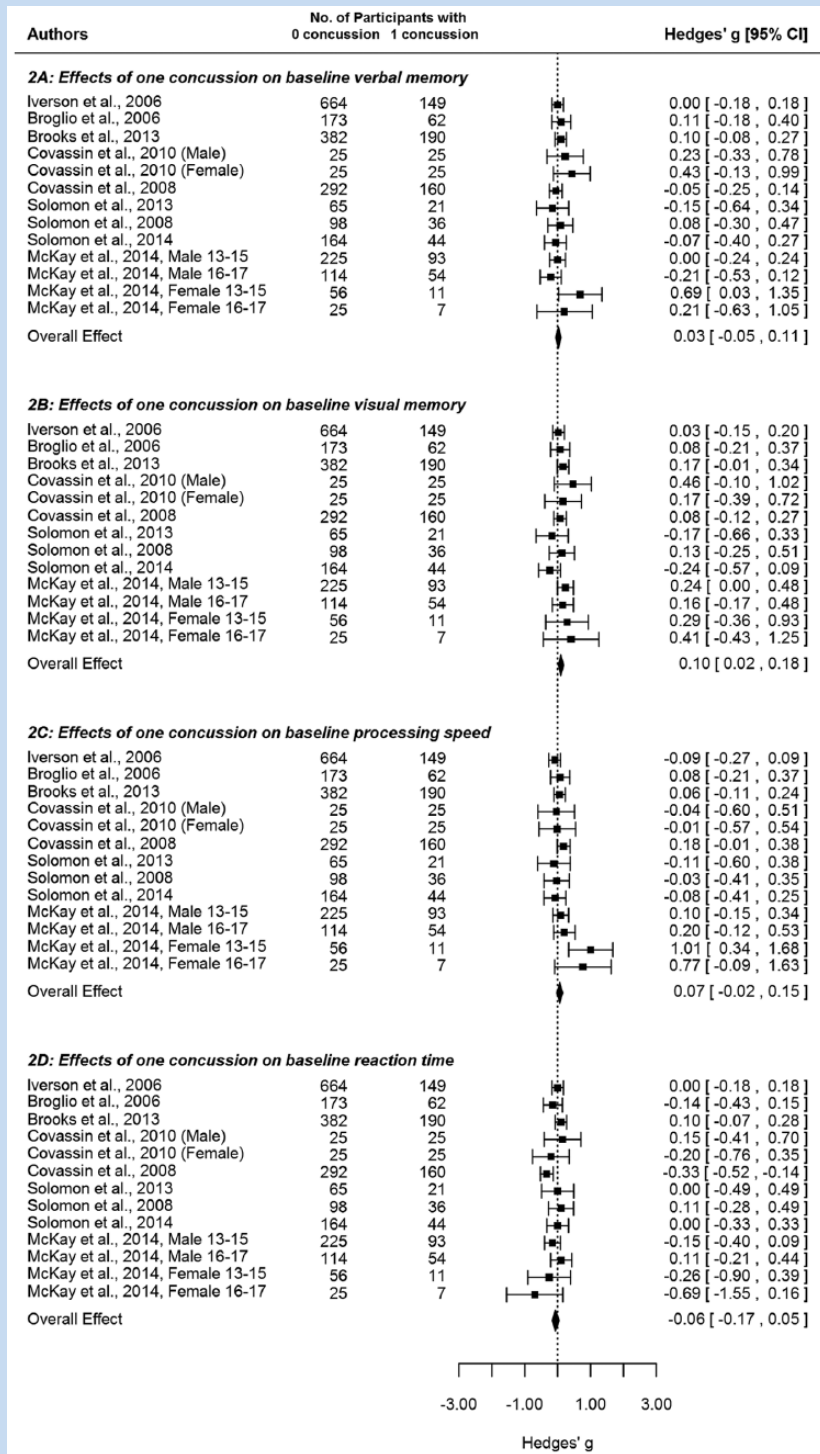 No. of Participants with
Authors 0 concussion 1 concussion Hedges' g [95% CI]
2A: Effects of one concussion on baseline verbal memory
Iverson et al., 2006 664 149 0.00 [ -0.18 , 0.18 ]
Broglio et al., 2006 173 62 0.11 [ -0.18 , 0.40 ]
Brooks et al., 2013 382 190 0.10 [ -0.08 , 0.27 ]
Covassin et al., 2010 (Male) 25 25 0.23 [ -0.33 , 0.78 ]
Covassin et al., 2010 (Female) 25 25 0.43 [ -0.13 , 0.99 ]
Covassin et al., 2008 292 160 -0.05 [ -0.25 , 0.14 ]
Solomon et al., 2013 65 21 -0.15 [ -0.64 , 0.34 ]
Solomon et al., 2008 98 36 0.08 [ -0.30 , 0.47 ]
Solomon et al., 2014 164 44 -0.07 [ -0.40 , 0.27 ]
McKay et al., 2014, Male 13-15 225 93 0.00 [ -0.24 , 0.24 ]
McKay et al., 2014, Male 16-17 114 54 -0.21 [ -0.53 , 0.12 ]
McKay et al., 2014, Female 13-15 56 11 0.69 [ 0.03 , 1.35 ]
McKay et al., 2014, Female 16-17 25 7 0.21 [ -0.63 , 1.05 ]
Overall Effect 0.03 [ -0.05 , 0.11 ]
2B: Effects of one concussion on baseline visual memory
Iverson et al., 2006 664 149 0.03 [ -0.15 , 0.20 ]
Broglio et al., 2006 173 62 0.08 [ -0.21 , 0.37 ]
Brooks et al., 2013 382 190 0.17 [ -0.01 , 0.34 ]
Covassin et al., 2010 (Male) 25 25 0.46 [ -0.10 , 1.02 ]
Covassin et al., 2010 (Female) 25 25 0.17 [ -0.39 , 0.72 ]
Covassin et al., 2008 292 160 0.08 [ -0.12 , 0.27 ]
Solomon et al., 2013 65 21 -0.17 [ -0.66 , 0.33 ]
Solomon et al., 2008 98 36 0.13 [ -0.25 , 0.51 ]
Solomon et al., 2014 164 44 -0.24 [ -0.57 , 0.09 ]
McKay et al., 2014, Male 13-15 225 93 0.24 [ 0.00 , 0.48 ]
McKay et al., 2014, Male 16-17 114 54 0.16 [ -0.17 , 0.48 ]
McKay et al., 2014, Female 13-15 56 11 0.29 [ -0.36 , 0.93 ]
McKay et al., 2014, Female 16-17 25 7 0.41 [ -0.43 , 1.25 ]
Overall Effect 0.10 [ 0.02 , 0.18 ]
2C: Effects of one concussion on baseline processing speed
Iverson et al., 2006 664 149 -0.09 [ -0.27 , 0.09 ]
Broglio et al., 2006 173 62 0.08 [ -0.21 , 0.37 ]
Brooks et al., 2013 382 190 0.06 [ -0.11 , 0.24 ]
Covassin et al., 2010 (Male) 25 25 -0.04 [ -0.60 , 0.51 ]
Covassin et al., 2010 (Female) 25 25 -0.01 [ -0.57 , 0.54 ]
Covassin et al., 2008 292 160 0.18 [ -0.01 , 0.38 ]
Solomon et al., 2013 65 21 -0.11 [ -0.60 , 0.38 ]
Solomon et al., 2008 98 36 -0.03 [ -0.41 , 0.35 ]
Solomon et al., 2014 164 44 -0.08 [ -0.41 , 0.25 ]
McKay et al., 2014, Male 13-15 225 93 0.10 [ -0.15 , 0.34 ]
McKay et al., 2014, Male 16-17 114 54 0.20 [ -0.12 , 0.53 ]
McKay et al., 2014, Female 13-15 56 11 1.01 [ 0.34 , 1.68 ]
McKay et al., 2014, Female 16-17 25 7 0.77 [ -0.09 , 1.63 ]
Overall Effect 0.07 [ -0.02 , 0.15 ]
2D: Effects of one concussion on baseline reaction time
Iverson et al., 2006 664 149 0.00 [ -0.18 , 0.18 ]
Broglio et al., 2006 173 62 -0.14 [ -0.43 , 0.15 ]
Brooks et al., 2013 382 190 0.10 [ -0.07 , 0.28 ]
Covassin et al., 2010 (Male) 25 25 0.15 [ -0.41 , 0.70 ]
Covassin et al., 2010 (Female) 25 25 -0.20 [ -0.76 , 0.35 ]
Covassin et al., 2008 292 160 -0.33 [ -0.52 , -0.14 ]
Solomon et al., 2013 65 21 0.00 [ -0.49 , 0.49 ]
Solomon et al., 2008 98 36 0.11 [ -0.28 , 0.49 ]
Solomon et al., 2014 164 44 0.00 [ -0.33 , 0.33 ]
McKay et al., 2014, Male 13-15 225 93 -0.15 [ -0.40 , 0.09 ]
McKay et al., 2014, Male 16-17 114 54 0.11 [ -0.21 , 0.44 ]
McKay et al., 2014, Female 13-15 56 11 -0.26 [ -0.90 , 0.39 ]
McKay et al., 2014, Female 16-17 25 7 -0.69 [ -1.55 , 0.16 ]
Overall Effect -0.06 [ -0.17 , 0.05 ]
-3.00 -1.00 1.00 3.00
Hedges' g